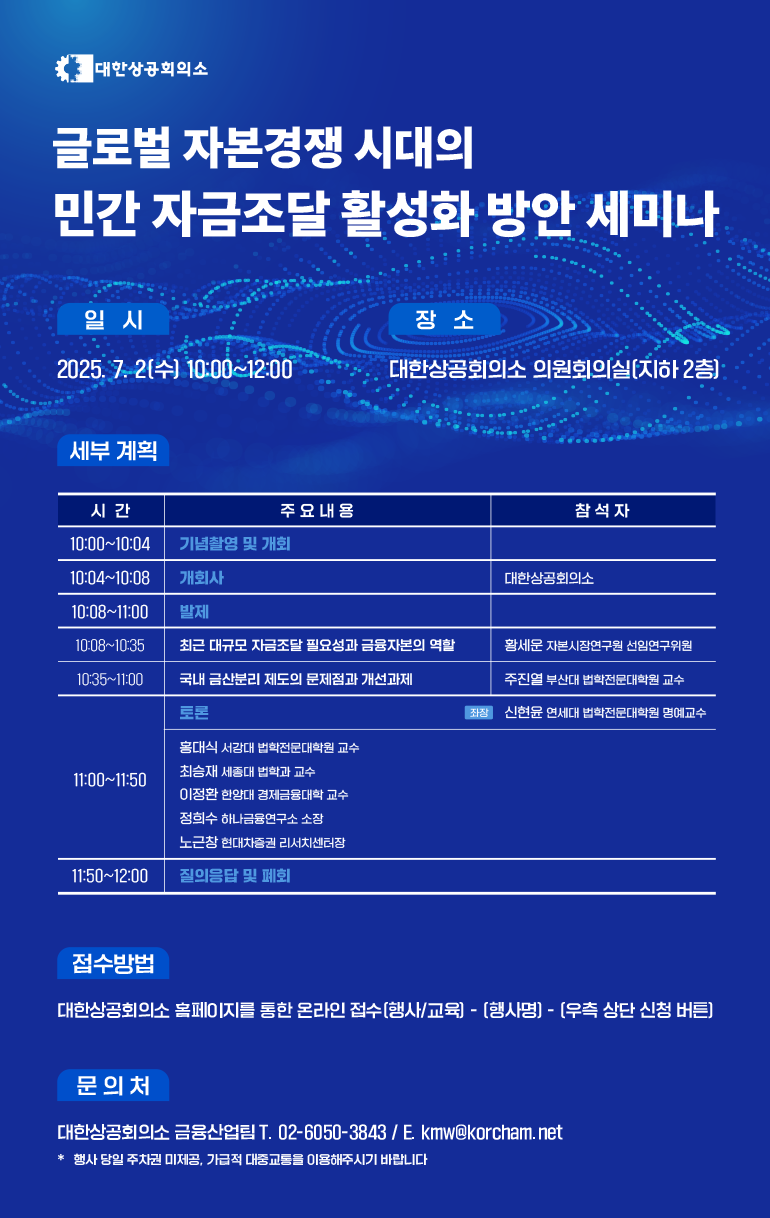 대한상공회의소
글로벌 자본경쟁 시대의
민간 자금조달 활성화 방안 세미나
일 시
장 소
2025. 7. 2(수) 10:00~12:00
대한상공회의소 의원회의실(지하 2층)
세부 계획
시 간 주 요 내 용 참 석 자
10:00~10:04 기념촬영 및 개회
10:04~10:08 개회사 대한상공회의소
10:08~11:00 발제
10:08~10:35 최근 대규모 자금조달 필요성과 금융자본의 역할 황세운 자본시장연구원 선임연구위원
10:35~11:00 국내 금산분리 제도의 문제점과 개선과제 주진열 부산대 법학전문대학원 교수
토론 좌장 신현윤 연세대 법학전문대학원 명예교수
11:00~11:50
홍대식 서강대 법학전문대학원 교수
최승재 세종대 법학과 교수
이정환 한양대 경제금융대학 교수
정희수 하나금융연구소 소장
노근창 현대차증권 리서치센터장
11:50~12:00 질의응답 및 폐회
접수방법
대한상공회의소 홈페이지를 통한 온라인 접수(행사/교육) - (행사명) - (우측 상단 신청 버튼)
문 의 처
대한상공회의소 금융산업팀 T. 02-6050-3843 / E. kmw@korcham.net
* 행사 당일 주차권 미제공, 가급적 대중교통을 이용해주시기 바랍니다